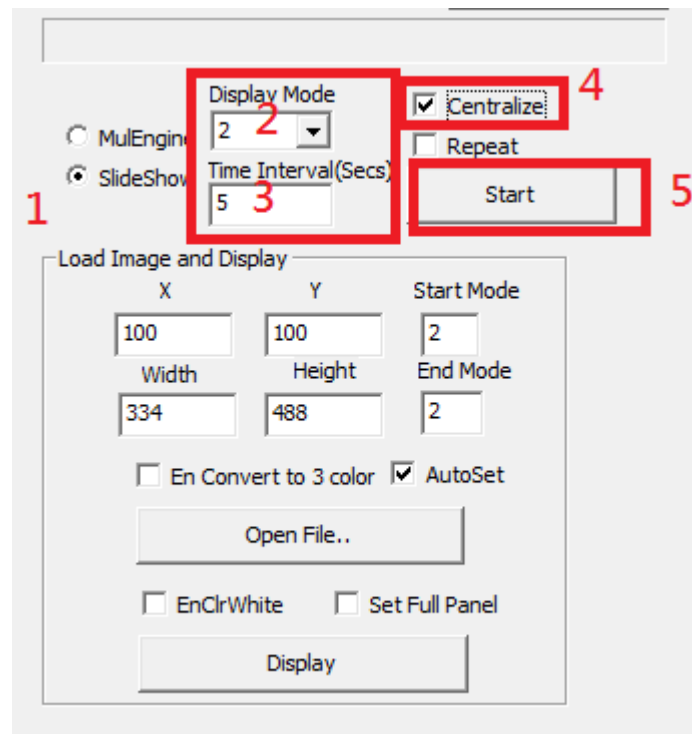 Display Mode
4
Centralize
MulEngine
2
2
Repeat
SlideShow
Time Interval(Secs)
1
5
3
Start
5
Load Image and Display
X Y Start Mode
100 100 2
Width Height End Mode
334 488 2
En Convert to 3 color AutoSet
Open File..
EnClrWhite Set Full Panel
Display